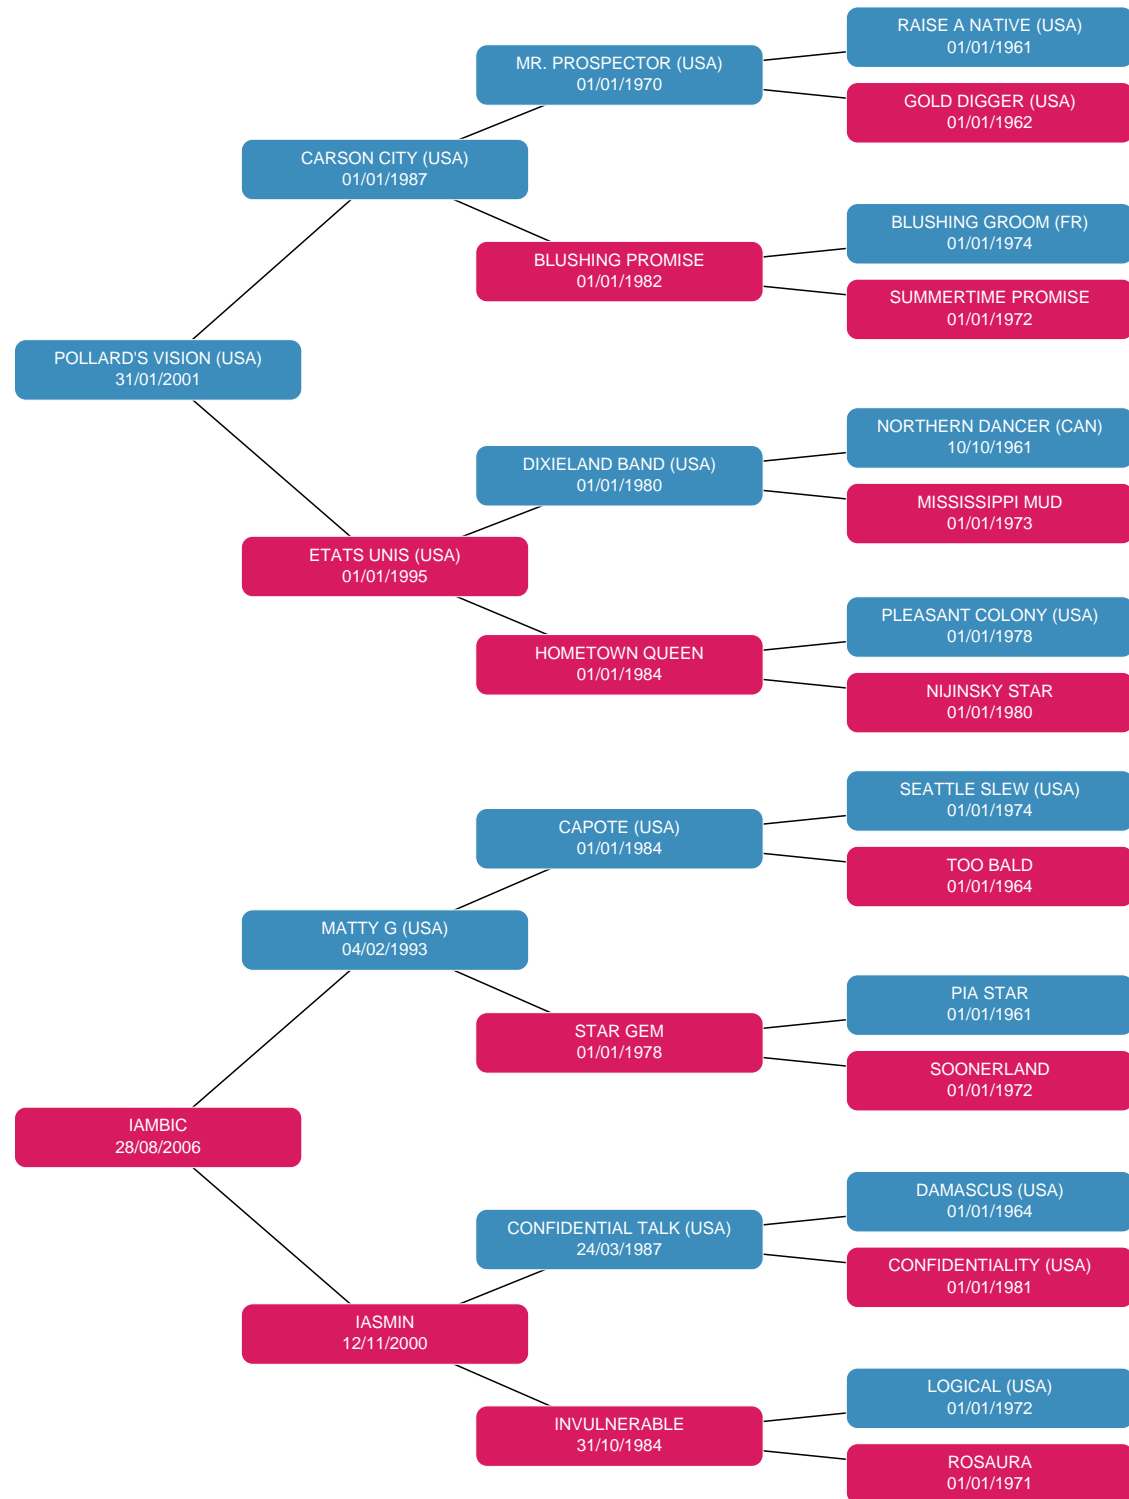 RAISE A NATIVE (USA)
01/01/1961
MR. PROSPECTOR (USA)
01/01/1970
GOLD DIGGER (USA)
01/01/1962
CARSON CITY (USA)
01/01/1987
BLUSHING GROOM (FR)
01/01/1974
BLUSHING PROMISE
01/01/1982
SUMMERTIME PROMISE
01/01/1972
POLLARD'S VISION (USA)
31/01/2001
NORTHERN DANCER (CAN)
10/10/1961
DIXIELAND BAND (USA)
01/01/1980
MISSISSIPPI MUD
01/01/1973
ETATS UNIS (USA)
01/01/1995
PLEASANT COLONY (USA)
01/01/1978
HOMETOWN QUEEN
01/01/1984
NIJINSKY STAR
01/01/1980
SEATTLE SLEW (USA)
01/01/1974
CAPOTE (USA)
01/01/1984
TOO BALD
01/01/1964
MATTY G (USA)
04/02/1993
PIA STAR
01/01/1961
STAR GEM
01/01/1978
SOONERLAND
01/01/1972
IAMBIC
28/08/2006
DAMASCUS (USA)
01/01/1964
CONFIDENTIAL TALK (USA)
24/03/1987
CONFIDENTIALITY (USA)
01/01/1981
IASMIN
12/11/2000
LOGICAL (USA)
01/01/1972
INVULNERABLE
31/10/1984
ROSAURA
01/01/1971